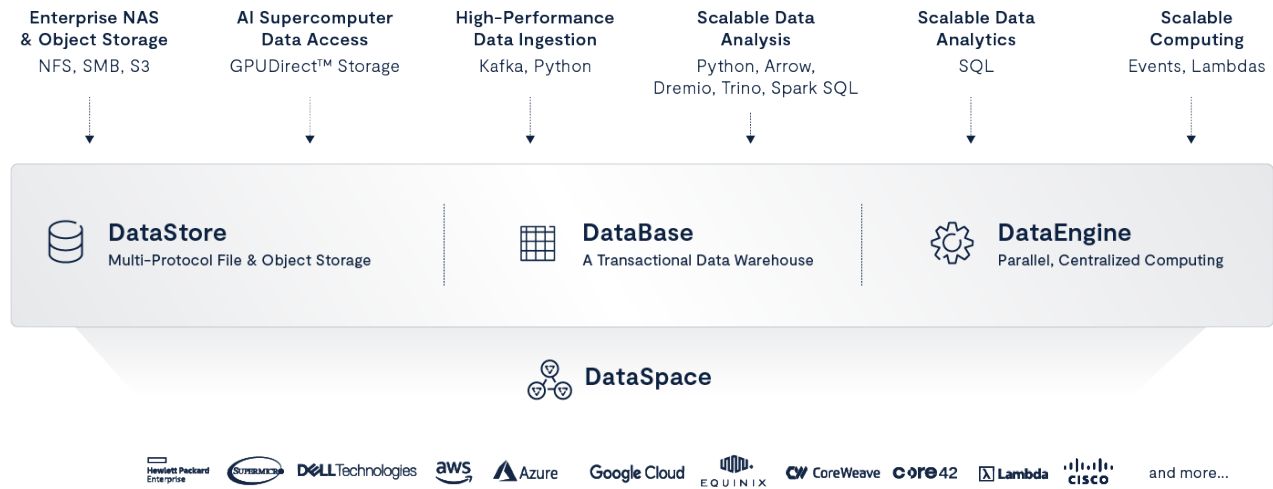 Enterprise NAS
& Object Storage
NFS, SMB, S3
AI Supercomputer
Data Access
GPUDirect™ Storage
High-Performance
Data Ingestion
Kafka, Python
Scalable Data
Analysis
Python, Arrow,
Dremio, Trino, Spark SQL
Scalable Data
Analytics
SQL
Scalable
Computing
Events, Lambdas
DataStore
Multi-Protocol File & Object Storage
DataBase
A Transactional Data Warehouse
DataEngine
Parallel, Centralized Computing
DataSpace
Hewlett Packard
Enterprise
SUPERMICRO
DELLTechnologies
aws
Azure
Google Cloud
EQUINIX
CW CoreWeave
core42
λ Lambda
CISCO
and more...